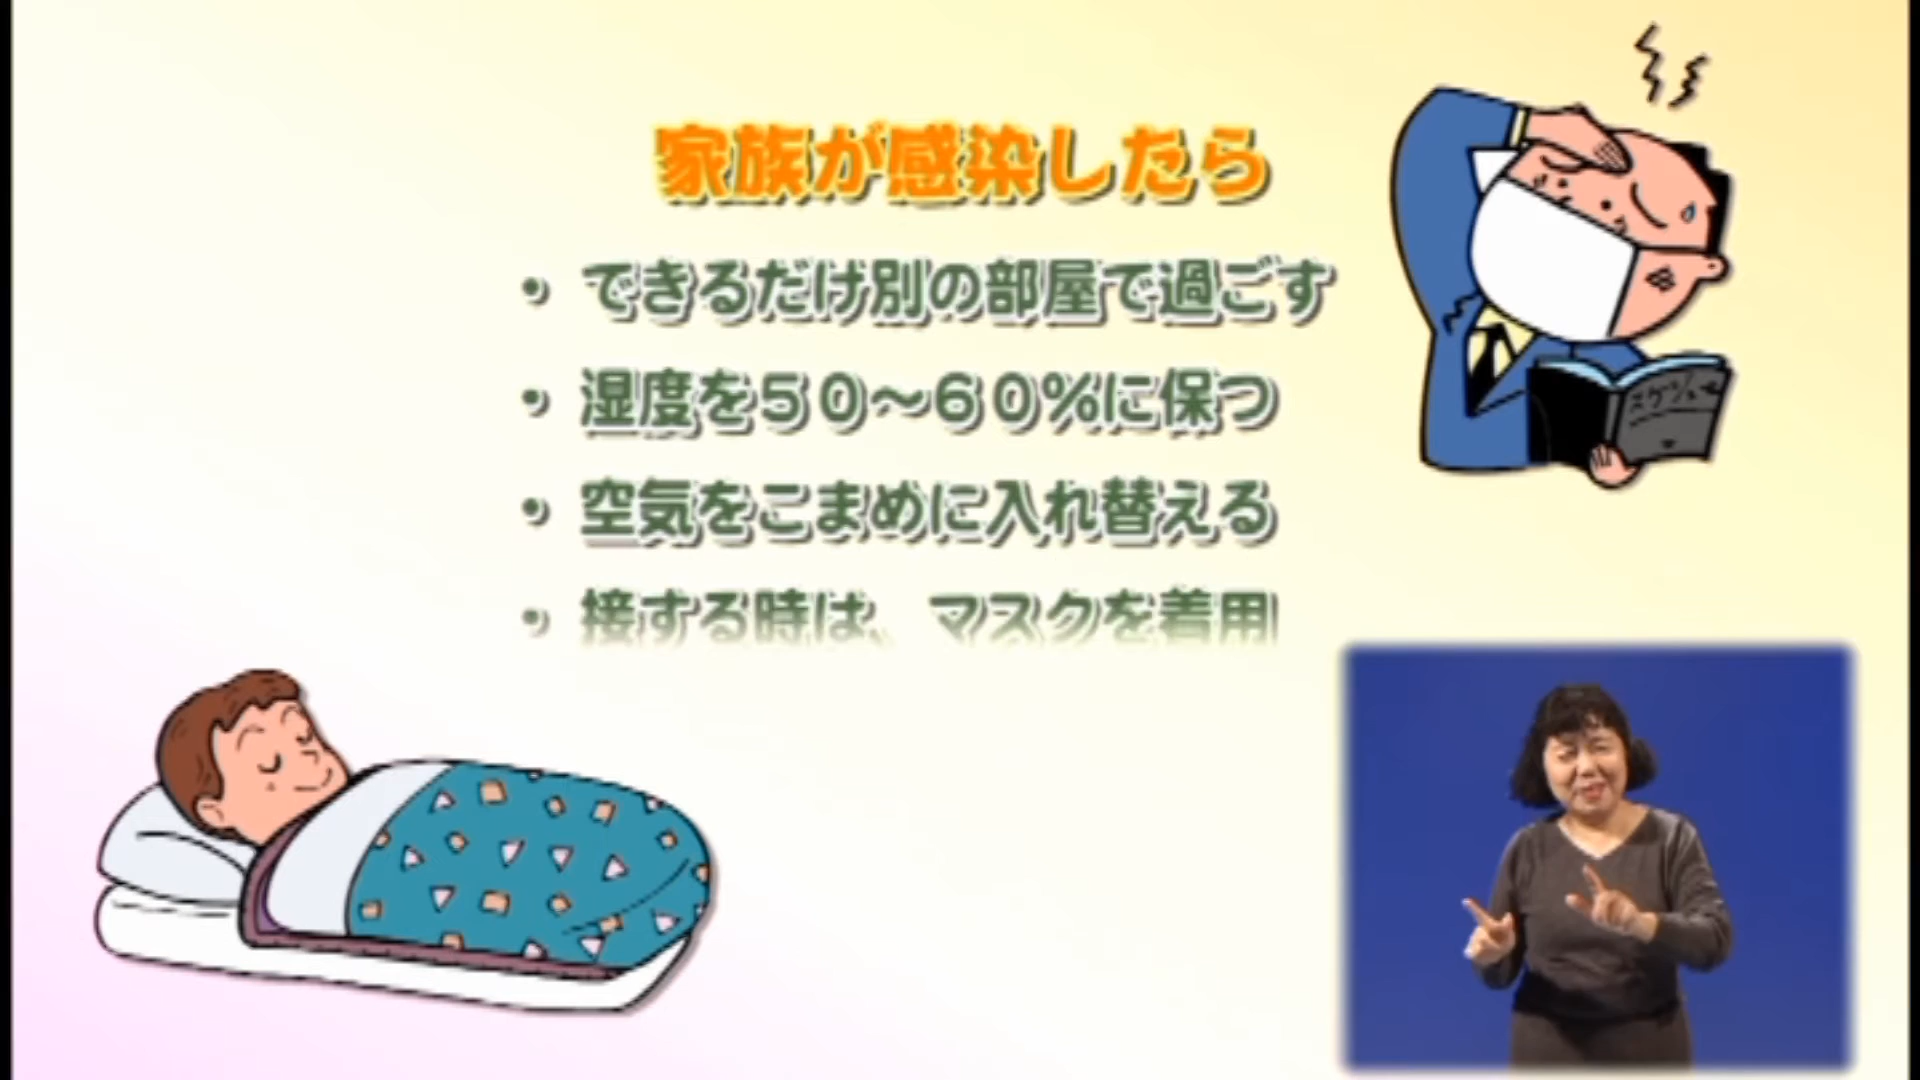 家族が感染したら
・ できるだけ別の部屋で過ごす
・ 湿度を５０～６０％に保つ
・ 空気をこまめに入れ替える
・ 接する時は、マスクを着用